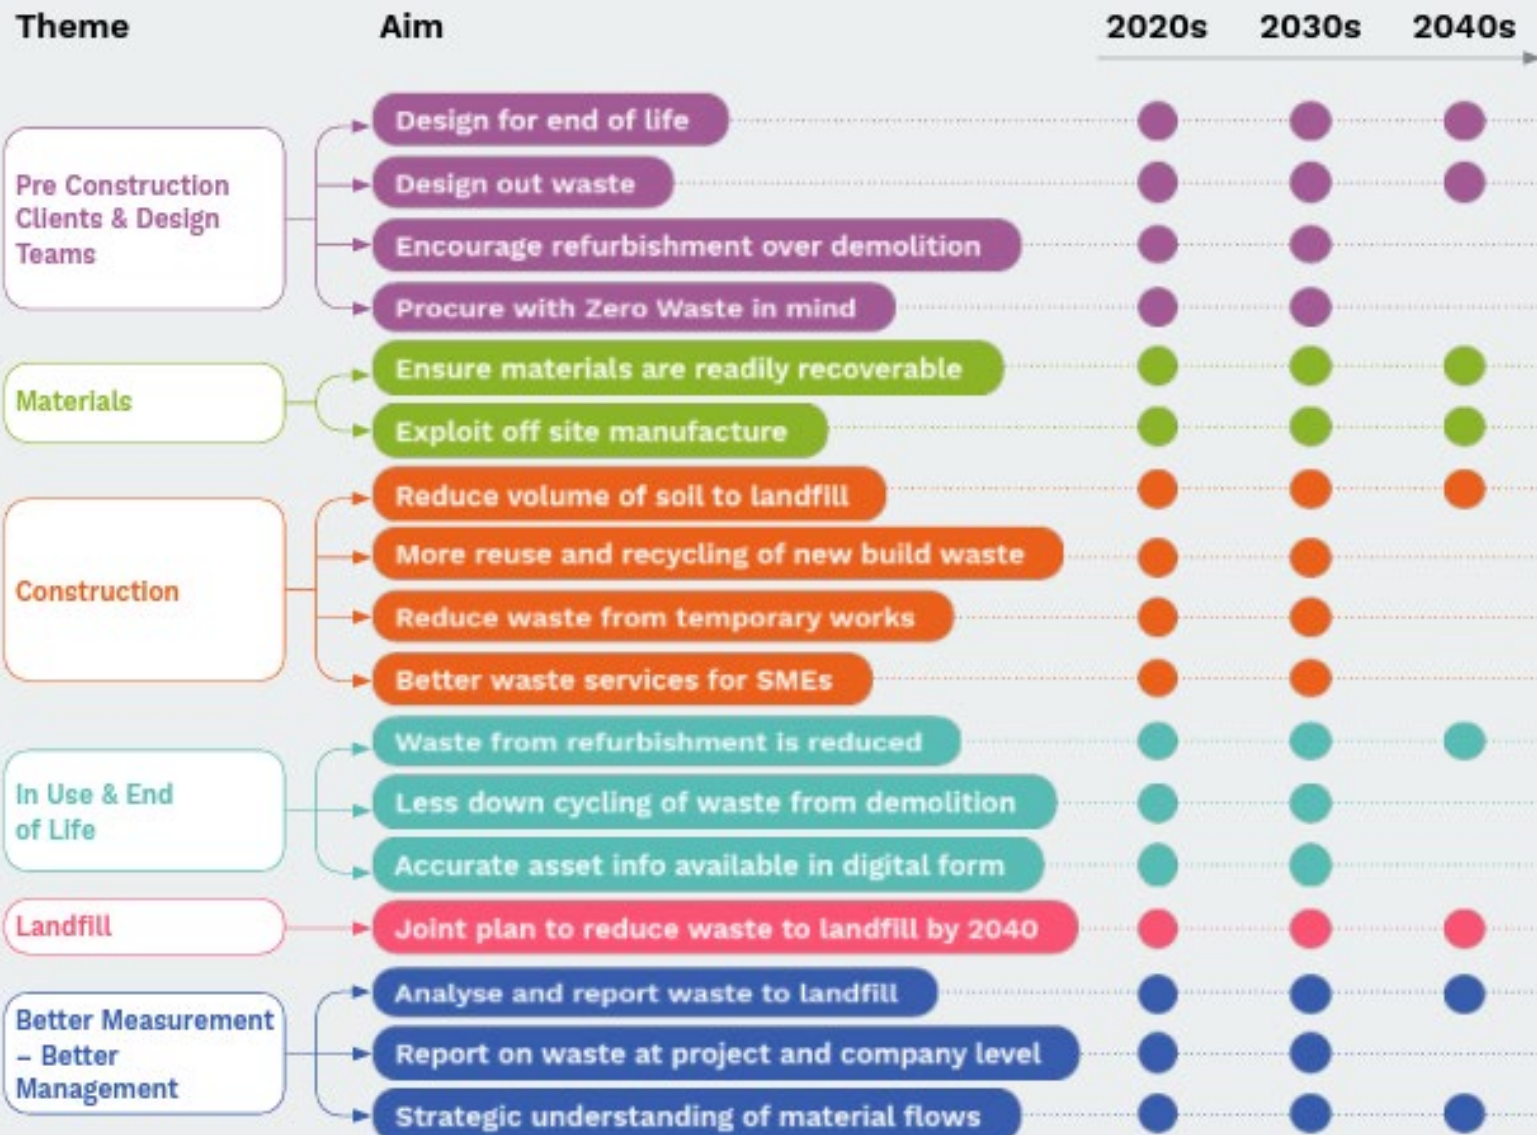 Theme Aim 2020s 2030s 2040s
Pre Construction
Clients & Design
Teams
Design for end of life
Design out waste
Encourage refurbishment over demolition
Procure with Zero Waste in mind
Materials
Ensure materials are readily recoverable
Exploit off site manufacture
Construction
Reduce volume of soil to landfill
More reuse and recycling of new build waste
Reduce waste from temporary works
Better waste services for SMEs
In Use & End
of Life
Waste from refurbishment is reduced
Less down cycling of waste from demolition
Accurate asset info available in digital form
Landfill
Joint plan to reduce waste to landfill by 2040
Better Measurement
– Better
Management
Analyse and report waste to landfill
Report on waste at project and company level
Strategic understanding of material flows